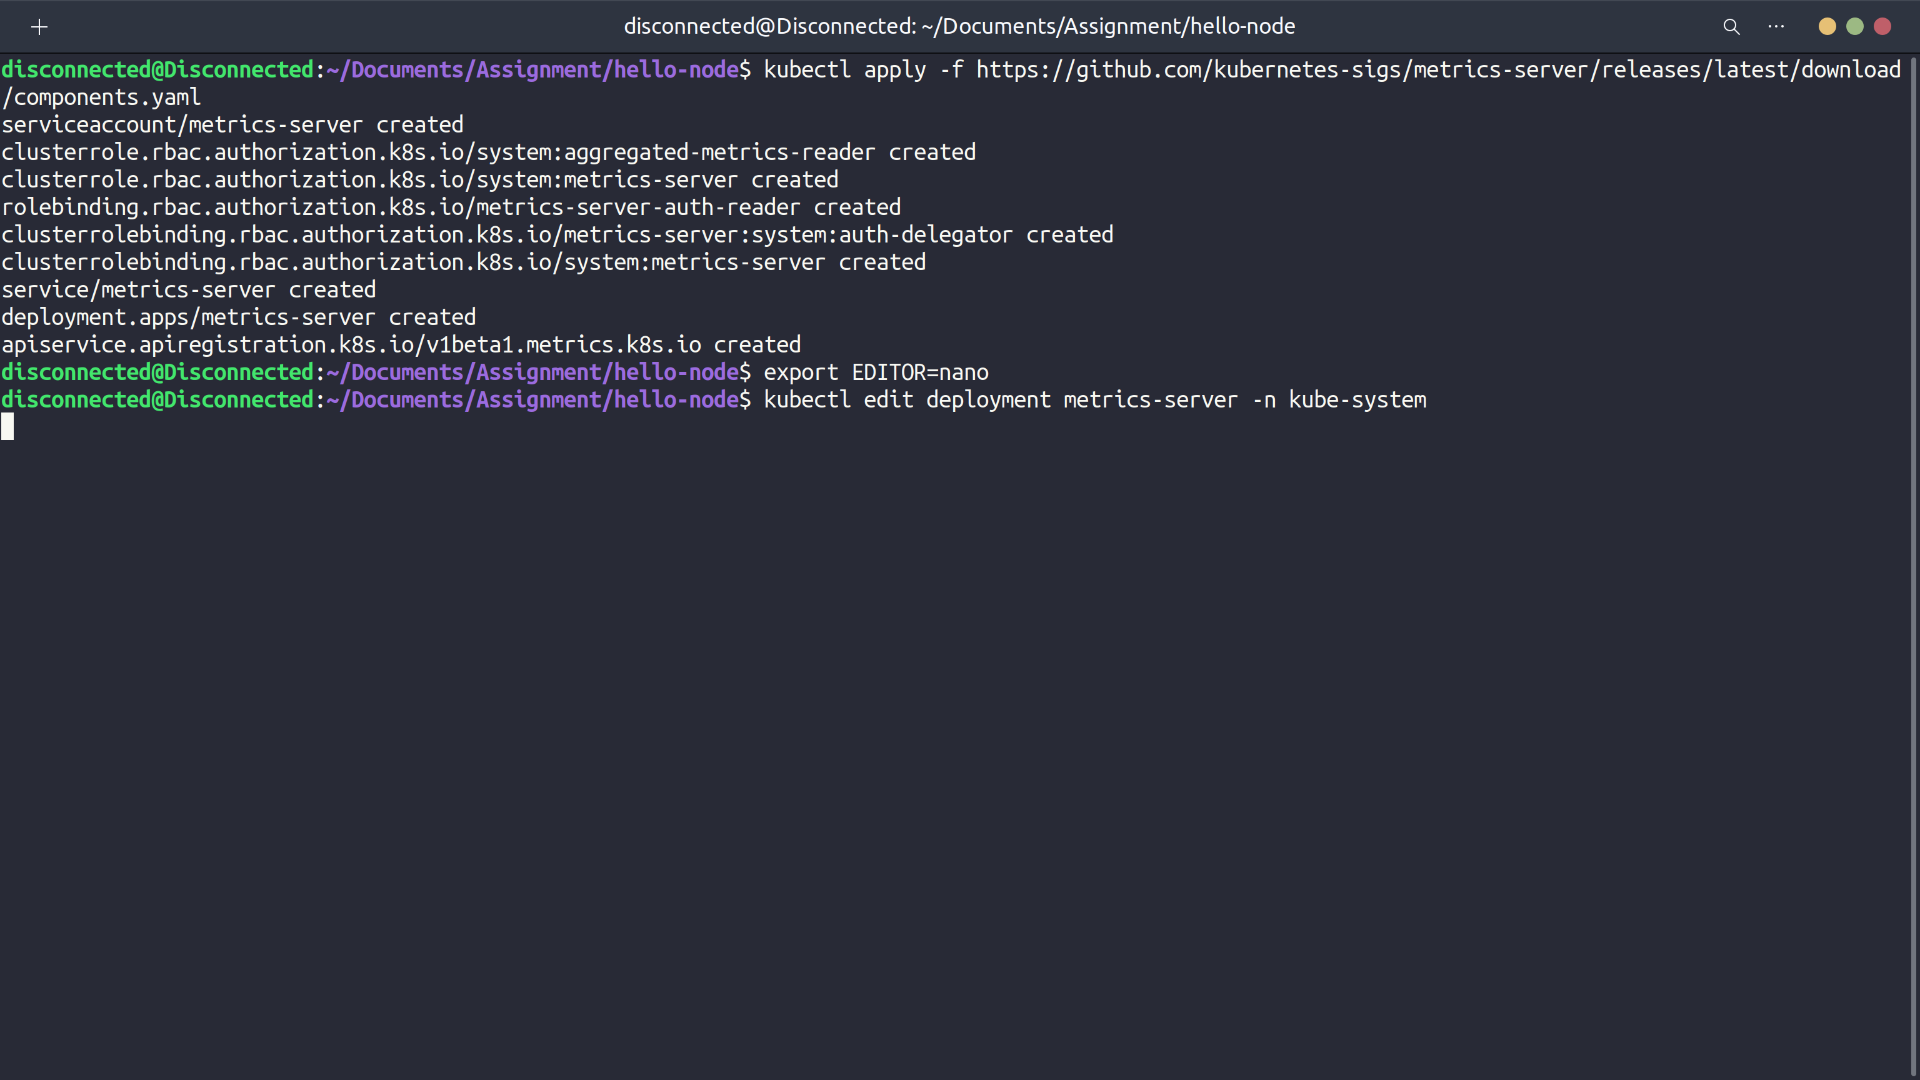 disconnected@Disconnected: ~/Documents/Assignment/hello-node
disconnected@Disconnected:~/Documents/Assignment/hello-node$ kubectl apply -f https://github.com/kubernetes-sigs/metrics-server/releases/latest/download
/components.yaml
serviceaccount/metrics-server created
clusterrole.rbac.authorization.k8s.io/system:aggregated-metrics-reader created
clusterrole.rbac.authorization.k8s.io/system:metrics-server created
rolebinding.rbac.authorization.k8s.io/metrics-server-auth-reader created
clusterrolebinding.rbac.authorization.k8s.io/metrics-server:system:auth-delegator created
clusterrolebinding.rbac.authorization.k8s.io/system:metrics-server created
service/metrics-server created
deployment.apps/metrics-server created
apiservice.apiregistration.k8s.io/v1beta1.metrics.k8s.io created
disconnected@Disconnected:~/Documents/Assignment/hello-node$ export EDITOR=nano
disconnected@Disconnected:~/Documents/Assignment/hello-node$ kubectl edit deployment metrics-server -n kube-system